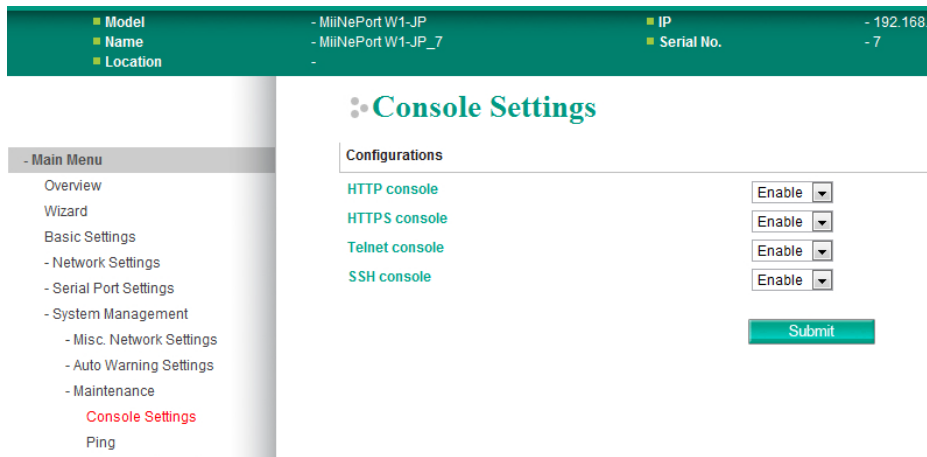 Model - MiiNePort W1-JP IP - 192.168.
Name - MiiNePort W1-JP_7 Serial No. - 7
Location -
Console Settings
- Main Menu
Overview
Wizard
Basic Settings
- Network Settings
- Serial Port Settings
- System Management
- Misc. Network Settings
- Auto Warning Settings
- Maintenance
Console Settings
Ping
Configurations
HTTP console Enable
HTTPS console Enable
Telnet console Enable
SSH console Enable
Submit